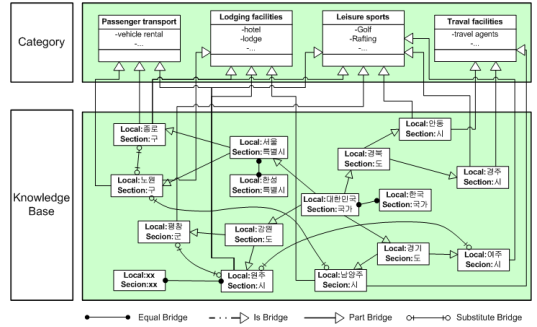 Passenger transport
-vehicle rental
-...
Lodging facilities
-hotel
-lodge
-...
Leisure sports
-Golf
-Rafting
-...
Traval facilities
-travel agents
-...
Category
Knowledge
Base
Local:종로
Section:구
Local:서울
Section:특별시
Local:안동
Section:시
Local:경북
Section:도
Local:경주
Section:시
Local:노원
Section:구
Local:한성
Section:특별시
Local:대한민국
Section:국가
Local:한국
Section:국가
Local:평창
Secion:군
Local:강원
Section:도
Local:경기
Section:도
Local:여주
Section:시
Local:xx
Secion:xx
Local:원주
Section:시
Local:남양주
Section:시
Equal Bridge
Is Bridge
Part Bridge
Substitute Bridge